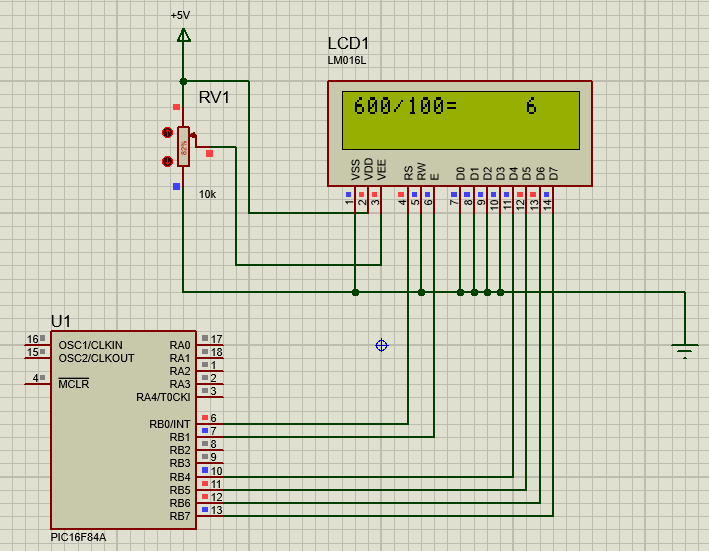 +5V
LCD1
LM016L
600/100=      6
RV1
82%
10k
VSS VDD VEE RS RW E D0 D1 D2 D3 D4 D5 D6 D7
1 2 3 4 5 6 7 8 9 10 11 12 13 14
U1
16 OSC1/CLKIN RA0 17
15 OSC2/CLKOUT RA1 18
RA2 1
4 MCLR RA3 2
RA4/T0CKI 3
RB0/INT 6
RB1 7
RB2 8
RB3 9
RB4 10
RB5 11
RB6 12
RB7 13
PIC16F84A